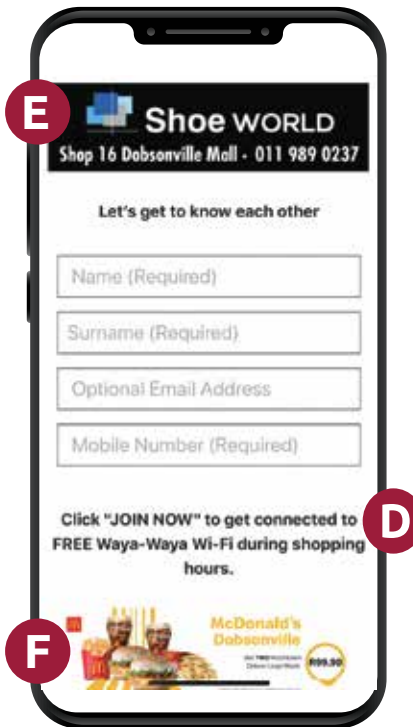 E
Shoe WORLD
Shop 16 Dobsonville Mall - 011 989 0237
Let's get to know each other
Name (Required)
Surname (Required)
Optional Email Address
Mobile Number (Required)
D
Click "JOIN NOW" to get connected to
FREE Waya-Waya Wi-Fi during shopping
hours.
F
McDonald's
Dobsonville
R99.90